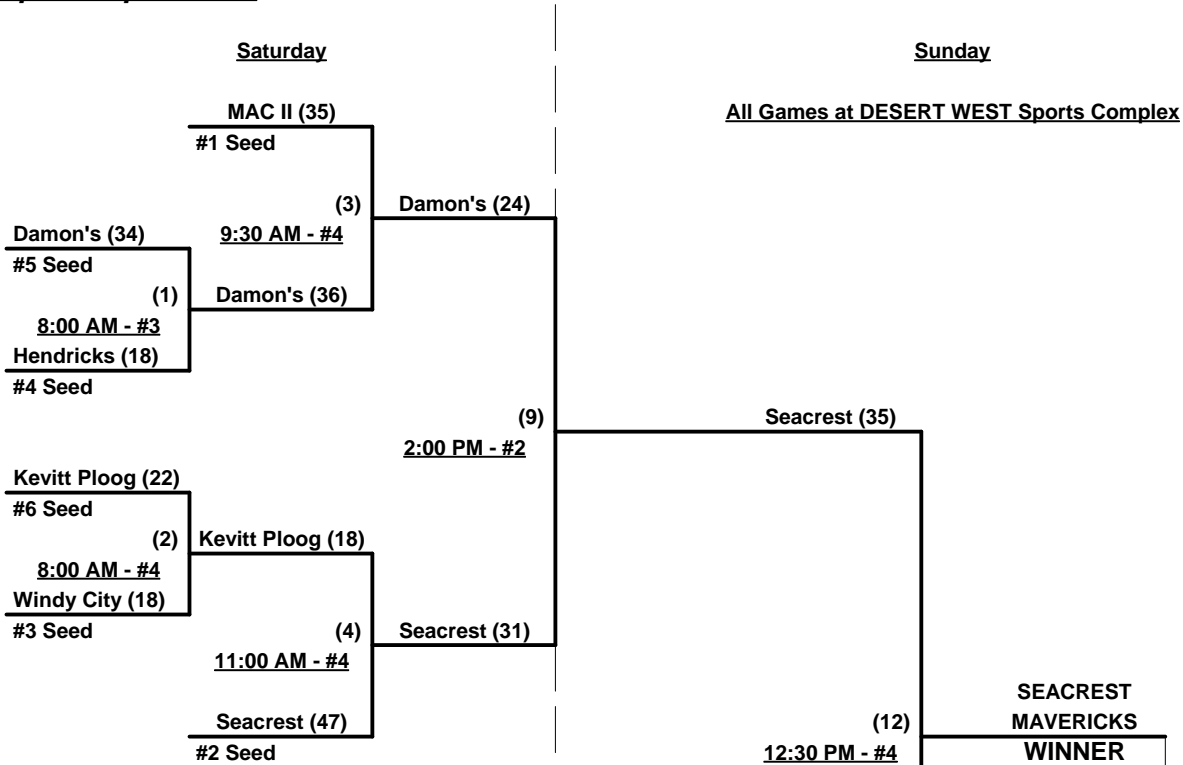 Saturday
Sunday
MAC II (35)
All Games at DESERT WEST Sports Complex
#1 Seed
(3)
Damon's (24)
Damon's (34)
9:30 AM - #4
#5 Seed
(1)
Damon's (36)
8:00 AM - #3
Hendricks (18)
#4 Seed
(9)
Seacrest (35)
2:00 PM - #2
Kevitt Ploog (22)
#6 Seed
(2)
Kevitt Ploog (18)
8:00 AM - #4
Windy City (18)
#3 Seed
(4)
Seacrest (31)
11:00 AM - #4
SEACREST
Seacrest (47)
(12)
MAVERICKS
#2 Seed
12:30 PM - #4
WINNER